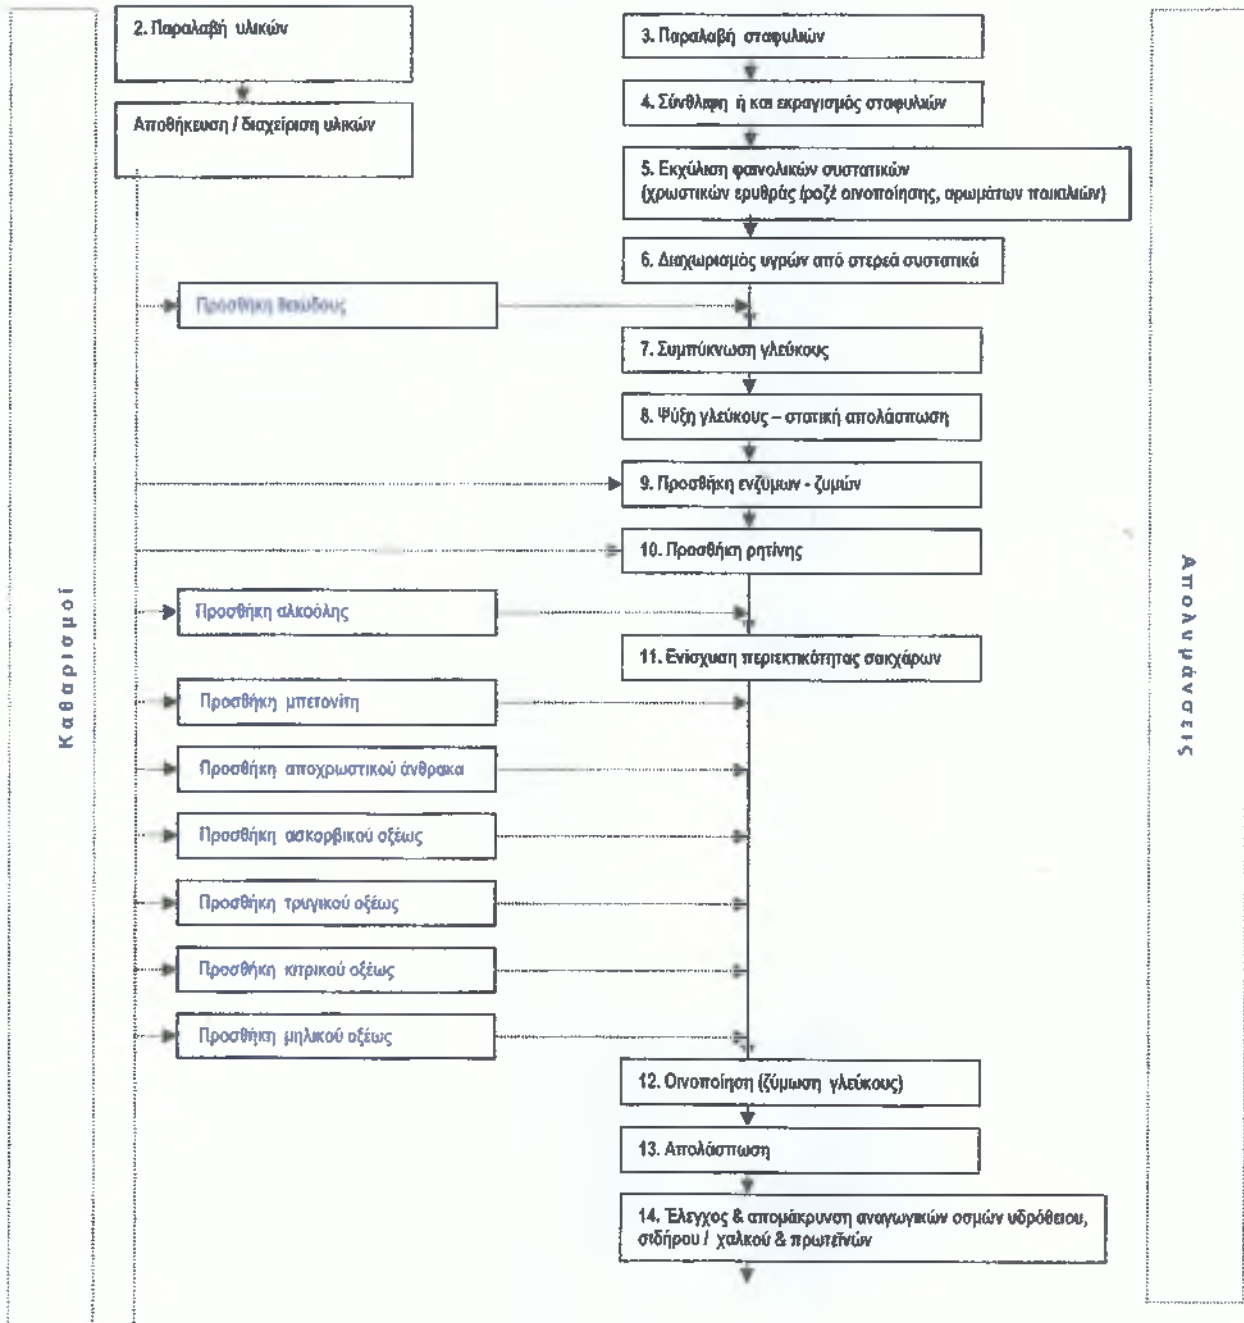 2. Παραλαβή υλικών
Αποθήκευση / διαχείριση υλικών
3. Παραλαβή σταφυλιών
4. Σύνθλιψη ή και εκραγισμός σταφυλιών
5. Εκχύλιση φαινολικών συστατικών
(χρωστικών ερυθράς /ροζέ οινοποίησης, αρωμάτων ποικιλιών)
6. Διαχωρισμός υγρών από στερεά συστατικά
Προσθήκη θειώδους
7. Συμπύκνωση γλεύκους
8. Ψύξη γλεύκους – στατική απολάσπωση
9. Προσθήκη ενζύμων - ζυμών
10. Προσθήκη ρητίνης
Προσθήκη αλκοόλης
11. Ενίσχυση περιεκτικότητας σακχάρων
Προσθήκη μπετονίτη
Προσθήκη αποχρωστικού άνθρακα
Προσθήκη ασκορβικού οξέως
Προσθήκη τρυγικού οξέως
Προσθήκη κιτρικού οξέως
Προσθήκη μηλικού οξέως
12. Οινοποίηση (ζύμωση γλεύκους)
13. Απολάσπωση
14. Έλεγχος & απομάκρυνση αναγωγικών οσμών υδρόθειου,
σιδήρου / χαλκού & πρωτεϊνών
Καθαρισμοί
Απολυμάνσεις